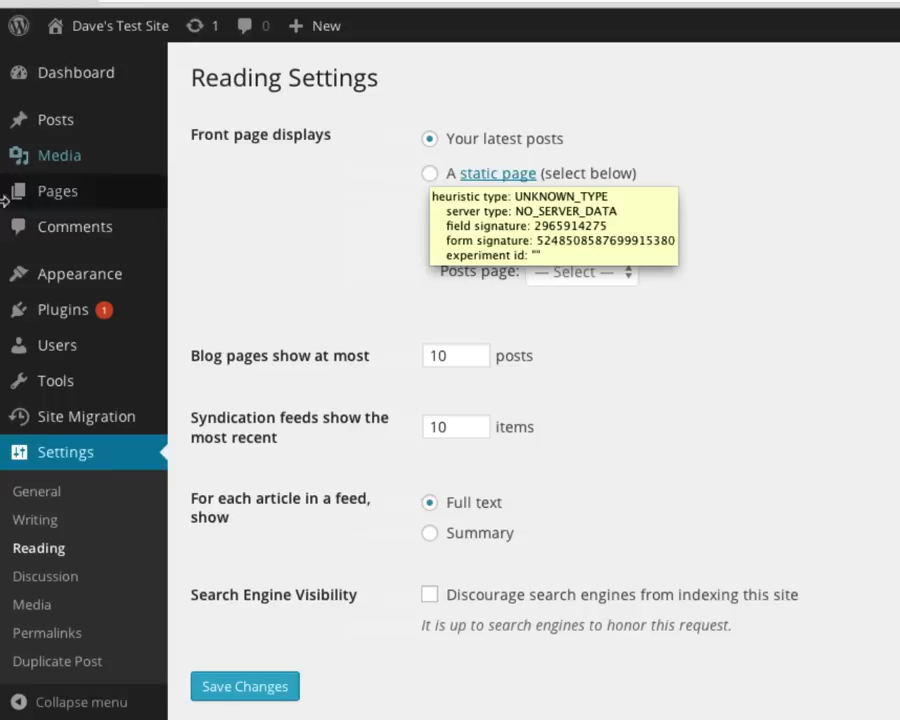 Dave's Test Site 1 0 New
Dashboard
Posts
Media
Pages
Comments
Appearance
Plugins 1
Users
Tools
Site Migration
Settings
General
Writing
Reading
Discussion
Media
Permalinks
Duplicate Post
Collapse menu
Reading Settings
Front page displays
Your latest posts
A static page (select below)
heuristic type: UNKNOWN_TYPE
server type: NO_SERVER_DATA
field signature: 2965914275
form signature: 5248508587699915380
experiment id: ""
Posts page: — Select —
Blog pages show at most 10 posts
Syndication feeds show the
most recent
10 items
For each article in a feed,
show
Full text
Summary
Search Engine Visibility
Discourage search engines from indexing this site
It is up to search engines to honor this request.
Save Changes